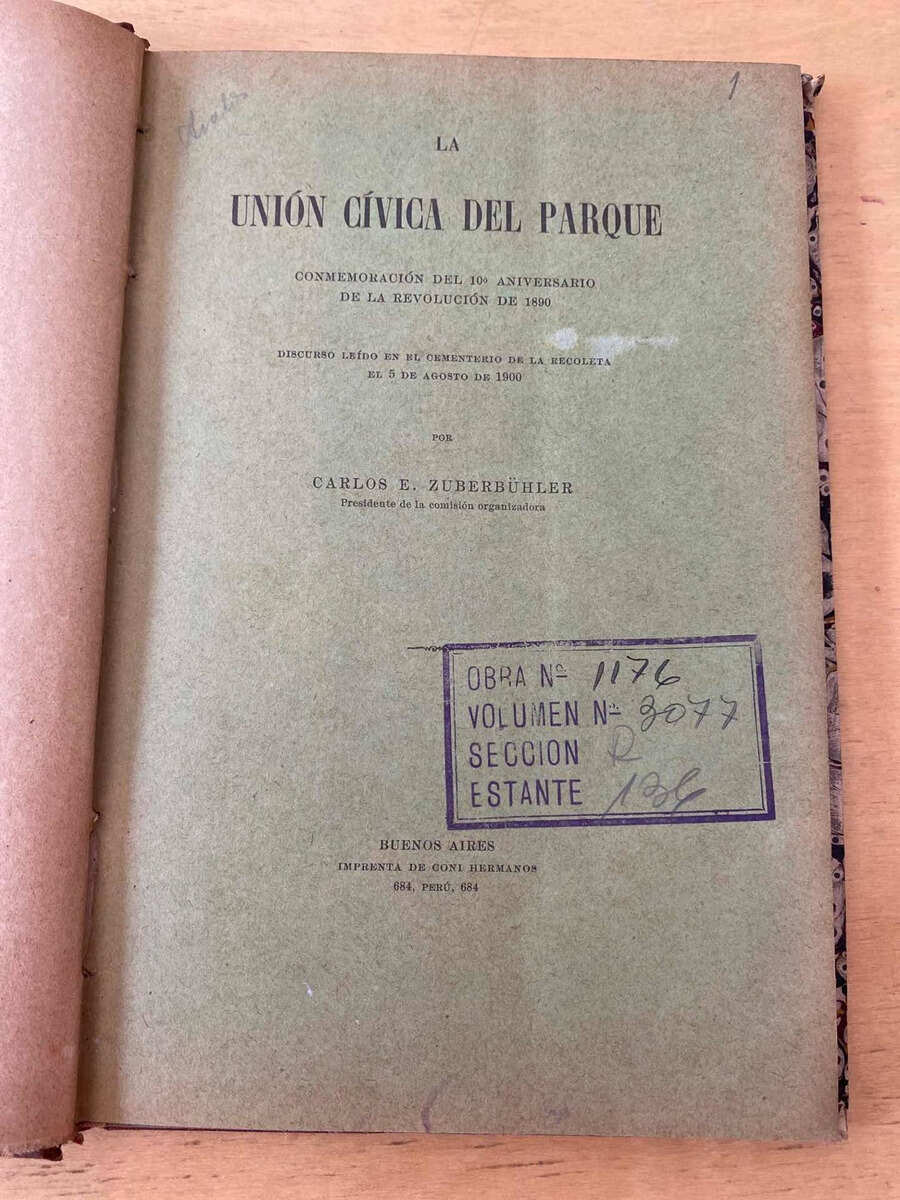 1
LA
UNIÓN CÍVICA DEL PARQUE
CONMEMORACIÓN DEL 10º ANIVERSARIO
DE LA REVOLUCIÓN DE 1890
DISCURSO LEÍDO EN EL CEMENTERIO DE LA RECOLETA
EL 5 DE AGOSTO DE 1900
POR
CARLOS E. ZUBERBÜHLER
Presidente de la comisión organizadora
OBRA Nº 1176
VOLUMEN Nº 3077
SECCION R
ESTANTE 136
BUENOS AIRES
IMPRENTA DE CONI HERMANOS
684, PERÚ, 684